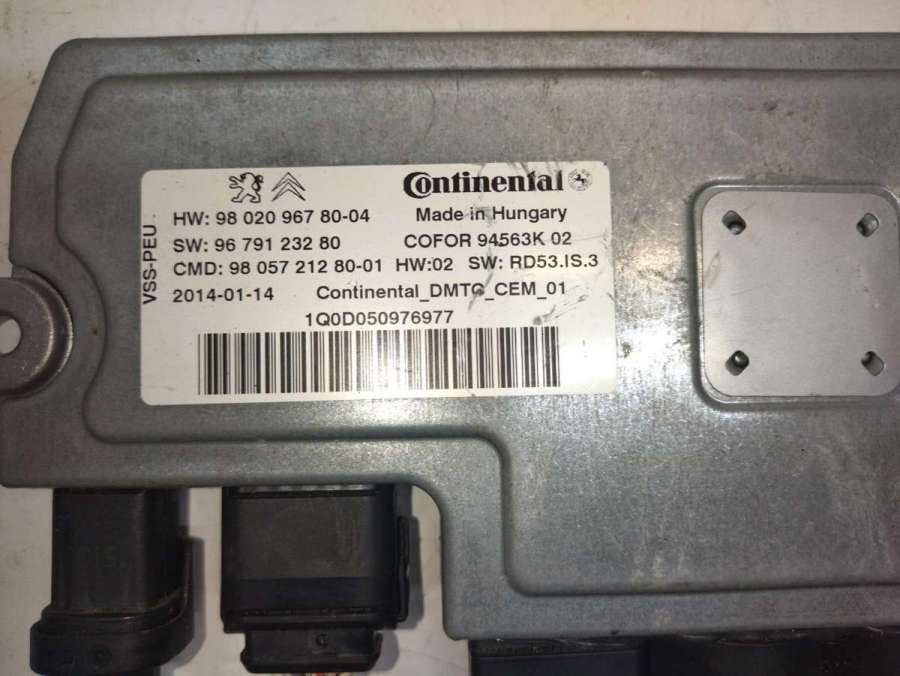 Continental
HW: 98 020 967 80-04 Made in Hungary
SW: 96 791 232 80 COFOR 94563K 02
CMD: 98 057 212 80-01 HW:02 SW: RD53.IS.3
2014-01-14 Continental_DMTC_CEM_01
1Q0D050976977
VSS-PEU